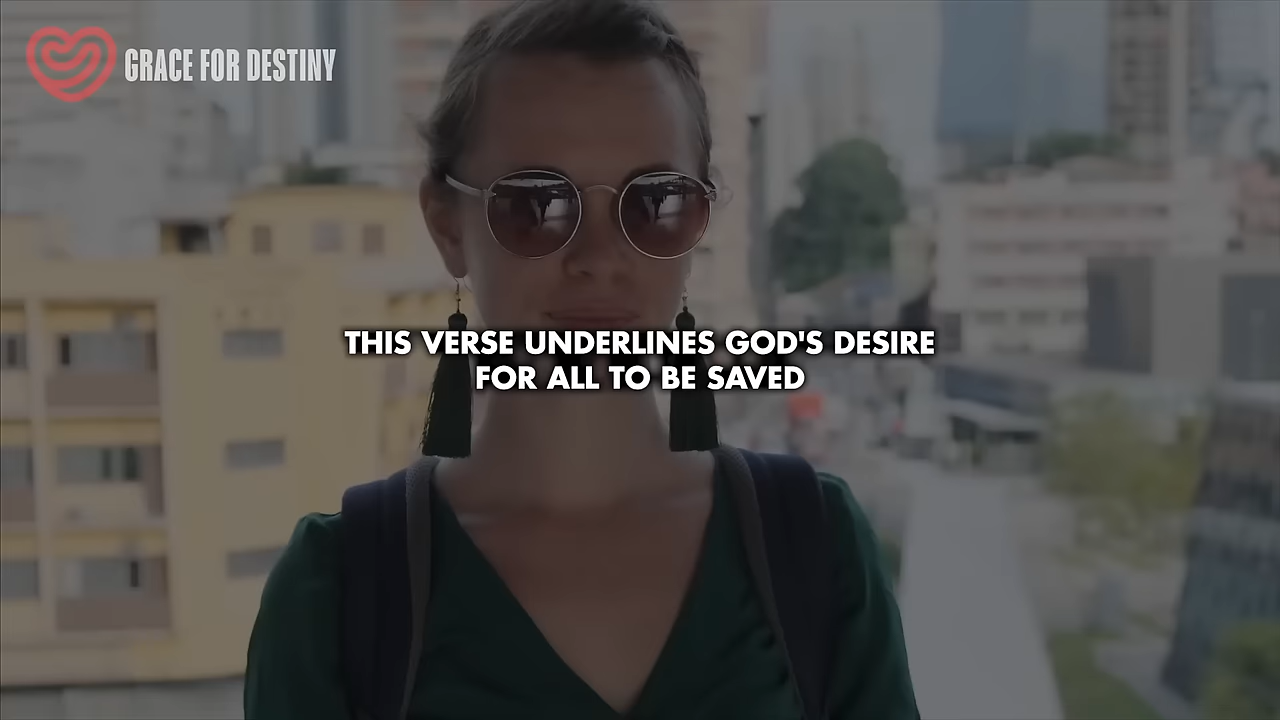 GRACE FOR DESTINY
THIS VERSE UNDERLINES GOD'S DESIRE
FOR ALL TO BE SAVED